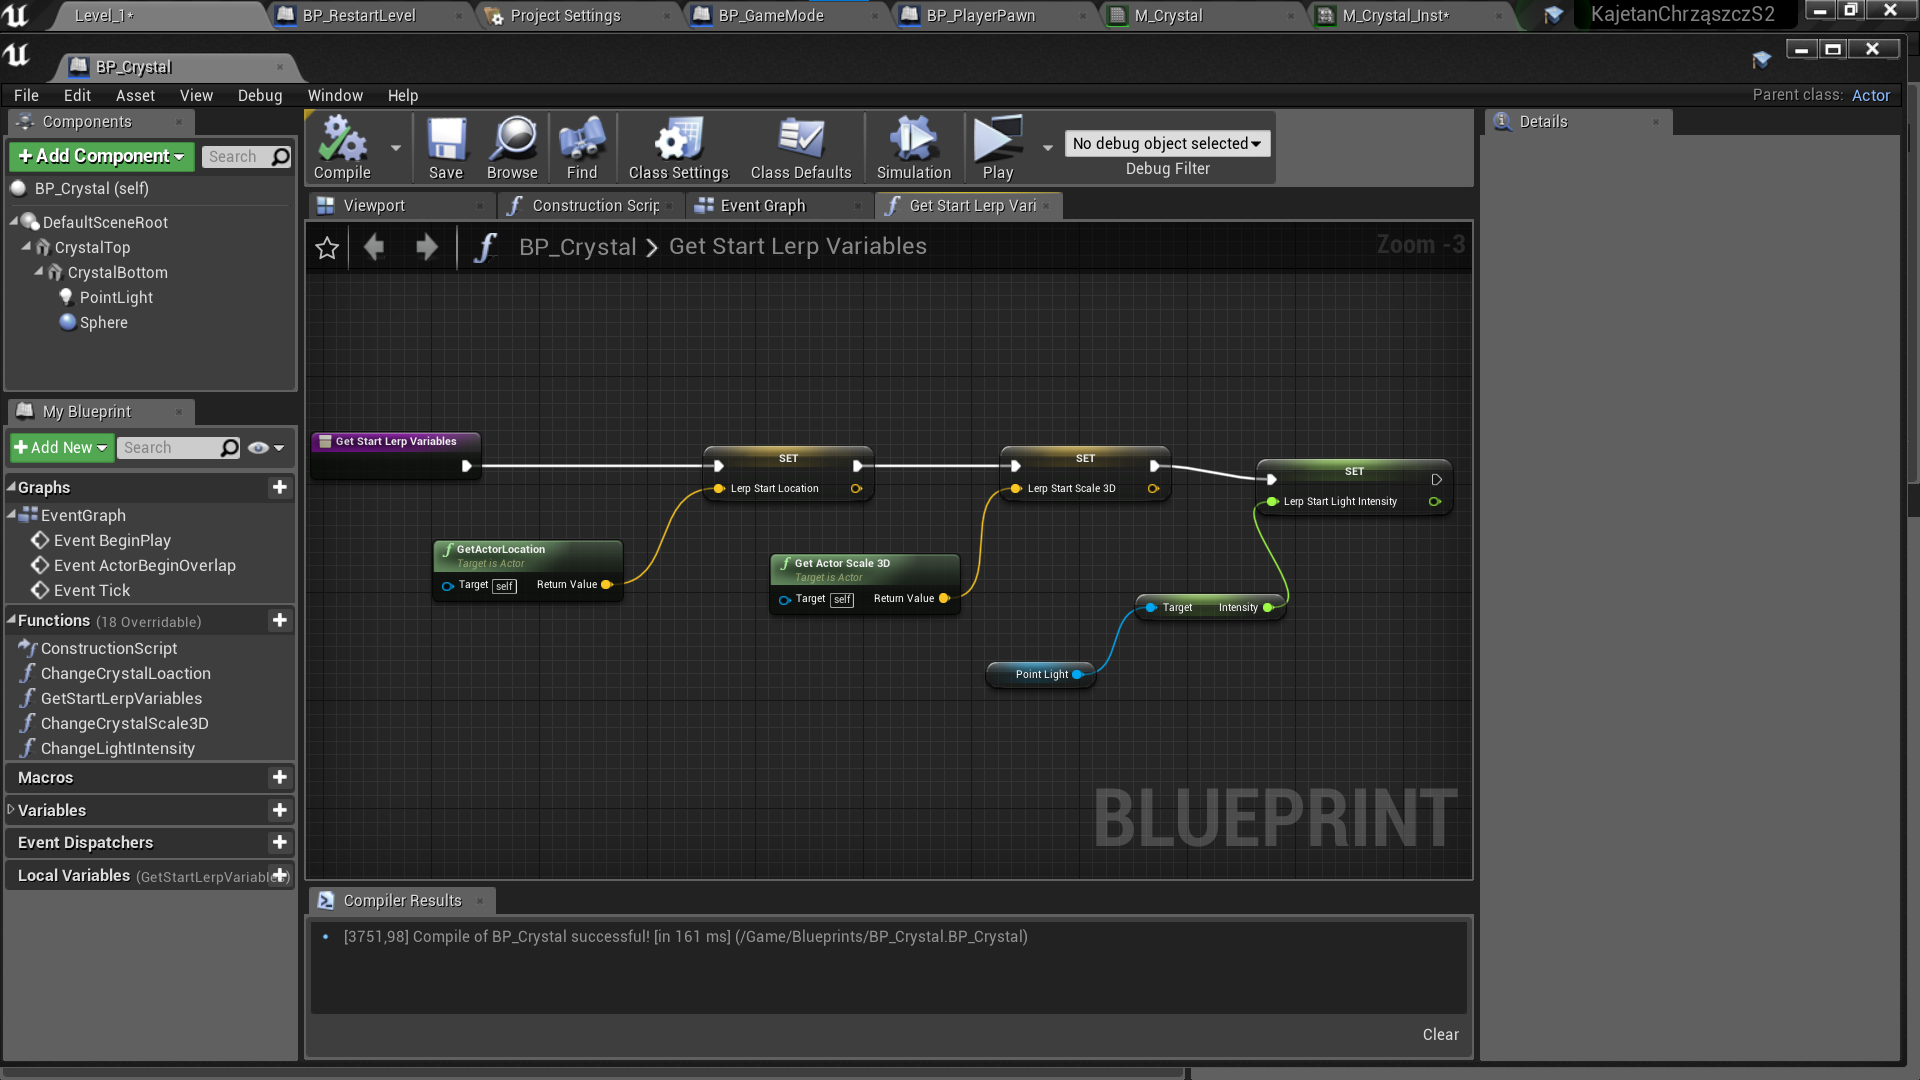 Level_1*
BP_RestartLevel
Project Settings
BP_GameMode
BP_PlayerPawn
M_Crystal
M_Crystal_Inst*
KajetanChrząszczS2
BP_Crystal
File Edit Asset View Debug Window Help
Parent class: Actor
Components
+ Add Component
Search
BP_Crystal (self)
DefaultSceneRoot
CrystalTop
CrystalBottom
PointLight
Sphere
My Blueprint
+ Add New
Search
Graphs
EventGraph
Event BeginPlay
Event ActorBeginOverlap
Event Tick
Functions (18 Overridable)
ConstructionScript
ChangeCrystalLoaction
GetStartLerpVariables
ChangeCrystalScale3D
ChangeLightIntensity
Macros
Variables
Event Dispatchers
Local Variables (GetStartLerpVariables)
Compile
Save
Browse
Find
Class Settings
Class Defaults
Simulation
Play
No debug object selected
Debug Filter
Viewport
Construction Scrip
Event Graph
Get Start Lerp Vari
BP_Crystal > Get Start Lerp Variables
Zoom -3
Get Start Lerp Variables
SET
Lerp Start Location
SET
Lerp Start Scale 3D
SET
Lerp Start Light Intensity
GetActorLocation
Target is Actor
Target self Return Value
Get Actor Scale 3D
Target is Actor
Target self Return Value
Target Intensity
Point Light
BLUEPRINT
Compiler Results
[3751,98] Compile of BP_Crystal successful! [in 161 ms] (/Game/Blueprints/BP_Crystal.BP_Crystal)
Clear
Details